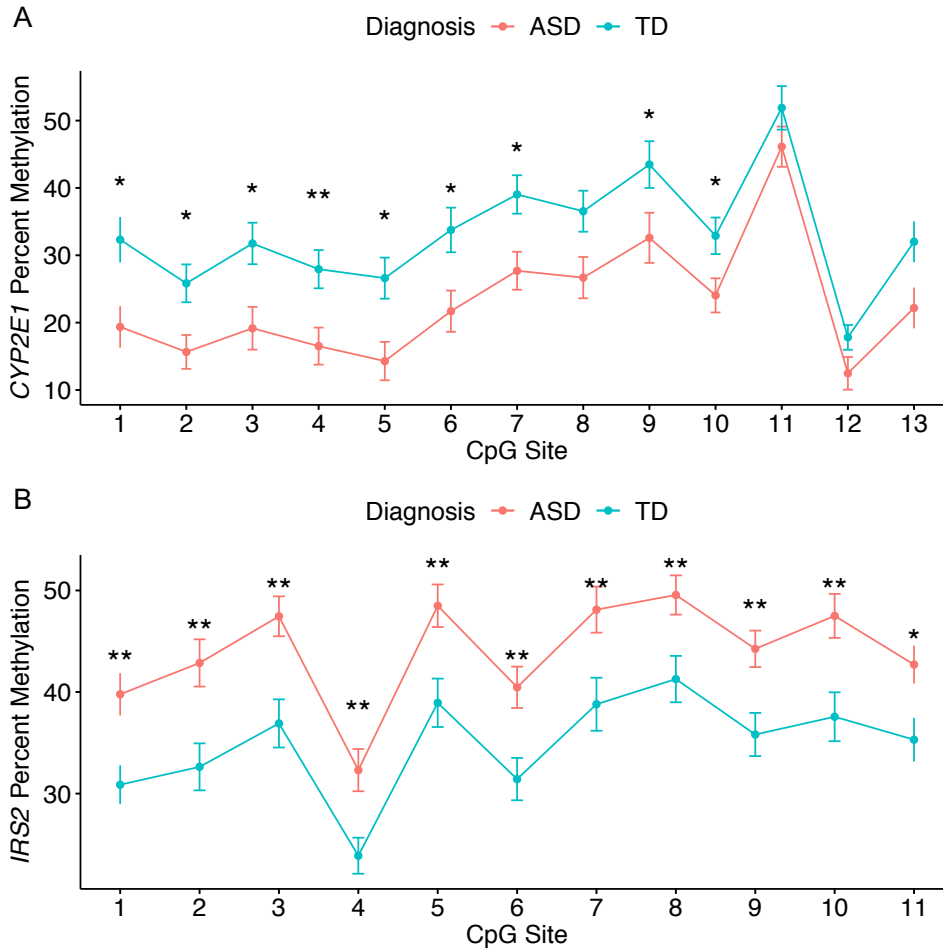 A
Diagnosis ASD TD
CYP2E1 Percent Methylation
50
40
30
20
10
* * * ** * * * * *
1 2 3 4 5 6 7 8 9 10 11 12 13
CpG Site
B
Diagnosis ASD TD
IRS2 Percent Methylation
50
40
30
** ** ** ** ** ** ** ** ** ** *
1 2 3 4 5 6 7 8 9 10 11
CpG Site